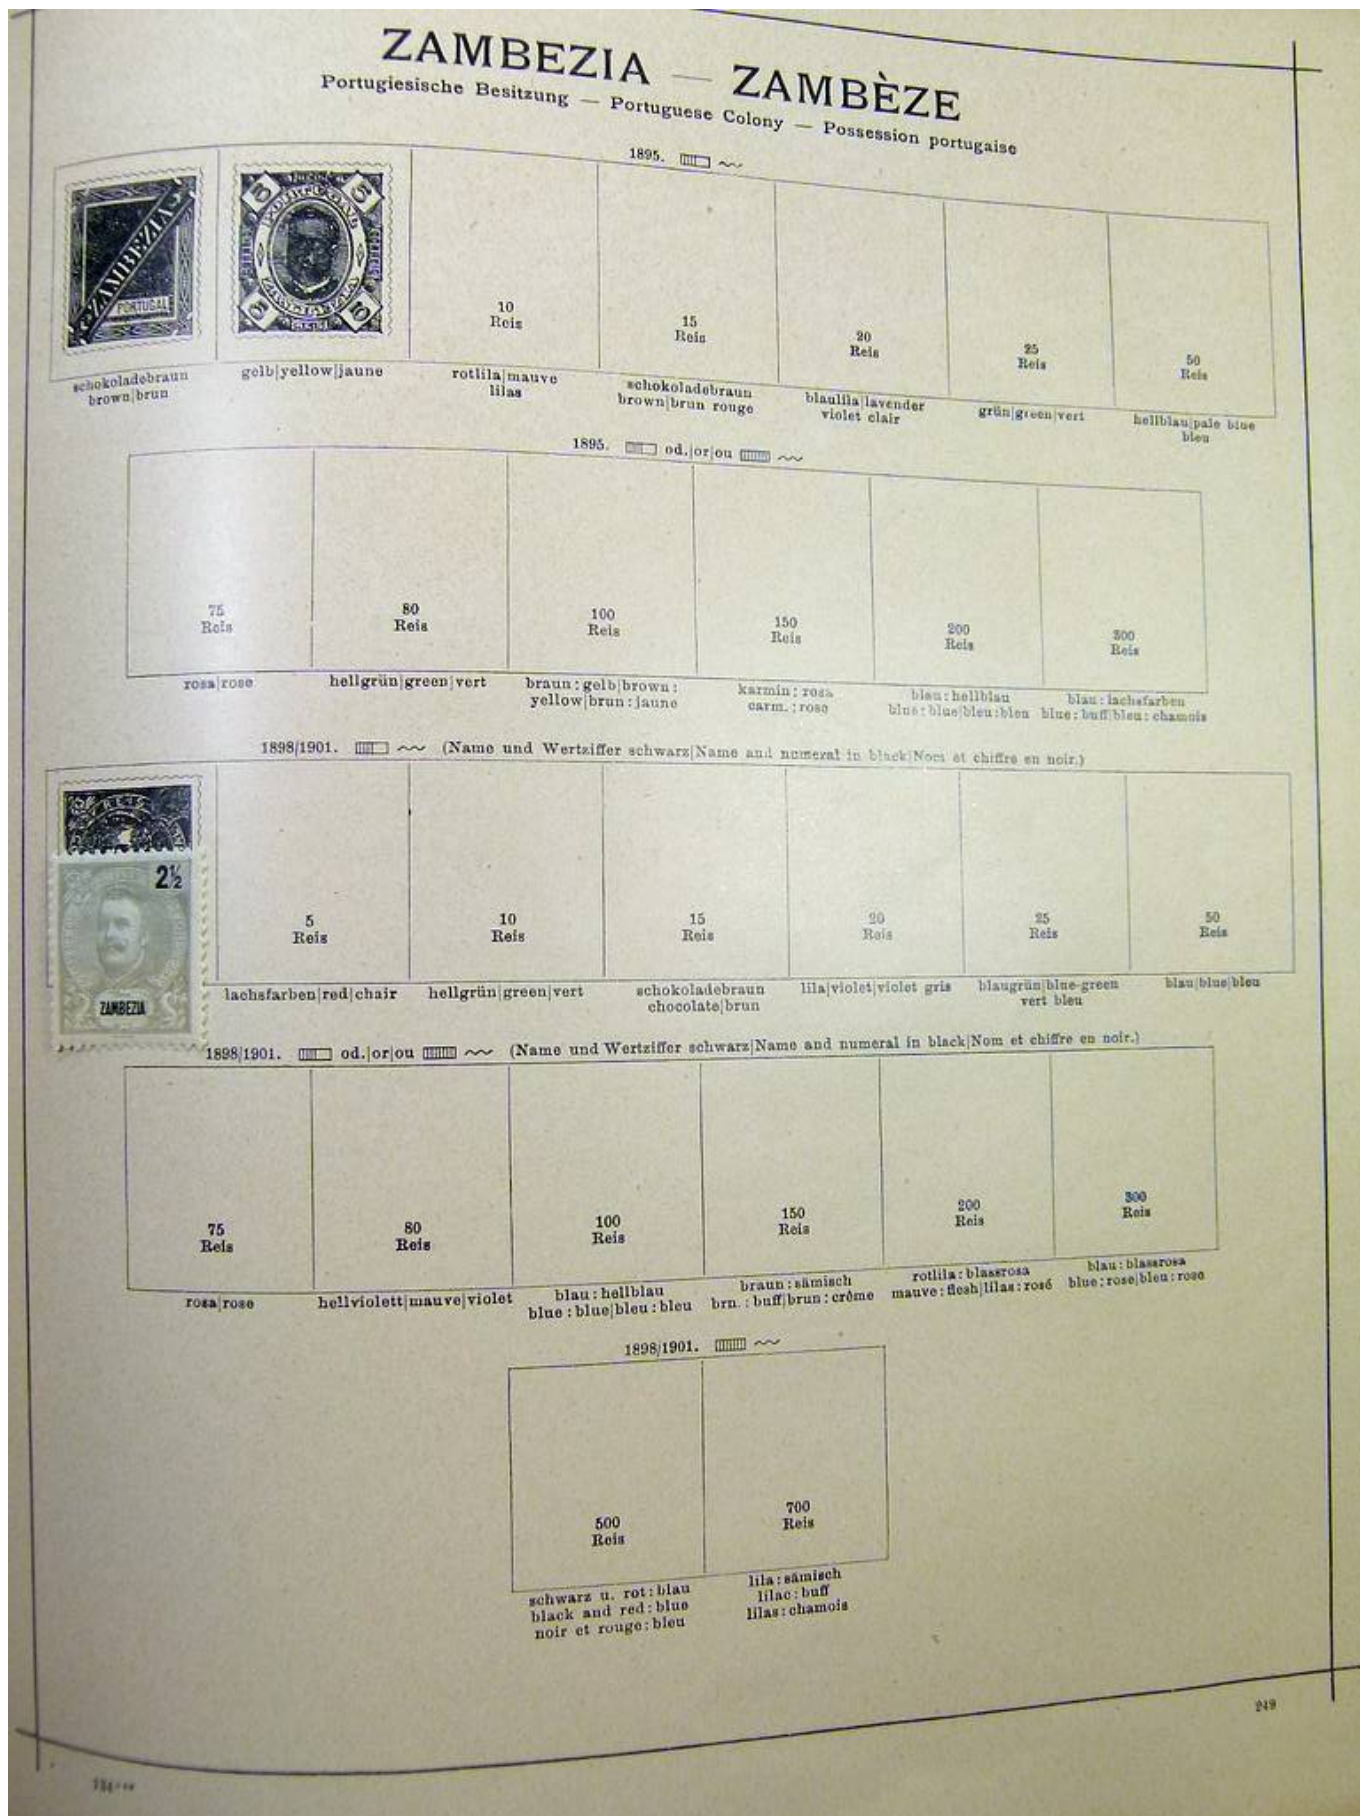 ZAMBEZIA — ZAMBÈZE
Portugiesische Besitzung — Portuguese Colony — Possession portugaise
1895.
ZAMBEZIA
PORTUGAL
5
5
5
10
10
Reis
15
Reis
20
Reis
25
Reis
50
Reis
schokoladebraun
brown|brun
gelb|yellow|jaune
rotlila|mauve
lilas
schokoladebraun
brown|brun rouge
blaulila|lavender
violet clair
grün|green|vert
hellblau|pale blue
bleu
1895. od.|or|ou
75
Reis
80
Reis
100
Reis
150
Reis
200
Reis
300
Reis
rosa|rose
hellgrün|green|vert
braun : gelb|brown :
yellow|brun : jaune
karmin : rosa
carm. : rose
blau : hellblau
blue : blue|bleu : bleu
blau : lachsfarben
blue : buff|bleu : chamois
1898/1901. (Name und Wertziffer schwarz|Name and numeral in black|Nom et chiffre en noir.)
REIS
2½
ZAMBEZIA
5
Reis
10
Reis
15
Reis
20
Reis
25
Reis
50
Reis
lachsfarben|red|chair
hellgrün|green|vert
schokoladebraun
chocolate|brun
lila|violet|violet gris
blaugrün|blue-green
vert bleu
blau|blue|bleu
1898/1901. od.|or|ou (Name und Wertziffer schwarz|Name and numeral in black|Nom et chiffre en noir.)
75
Reis
80
Reis
100
Reis
150
Reis
200
Reis
300
Reis
rosa|rose
hellviolett|mauve|violet
blau : hellblau
blue : blue|bleu : bleu
braun : sämisch
brn. : buff|brun : crême
rotlila : blassrosa
mauve : flesh|lilas : rosé
blau : blassrosa
blue : rose|bleu : rose
1898/1901.
500
Reis
700
Reis
schwarz u. rot : blau
black and red : blue
noir et rouge : bleu
lila : sämisch
lilac : buff
lilas : chamois
249